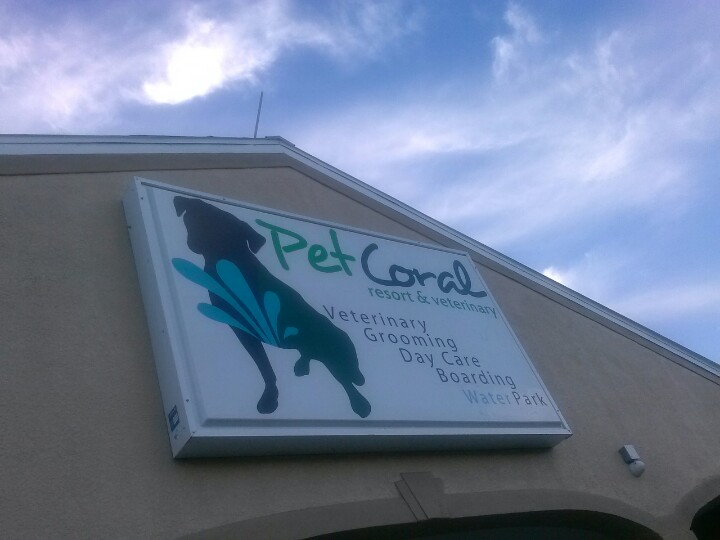 Pet Coral
resort & veterinary
Veterinary
Grooming
Day Care
Boarding
WaterPark